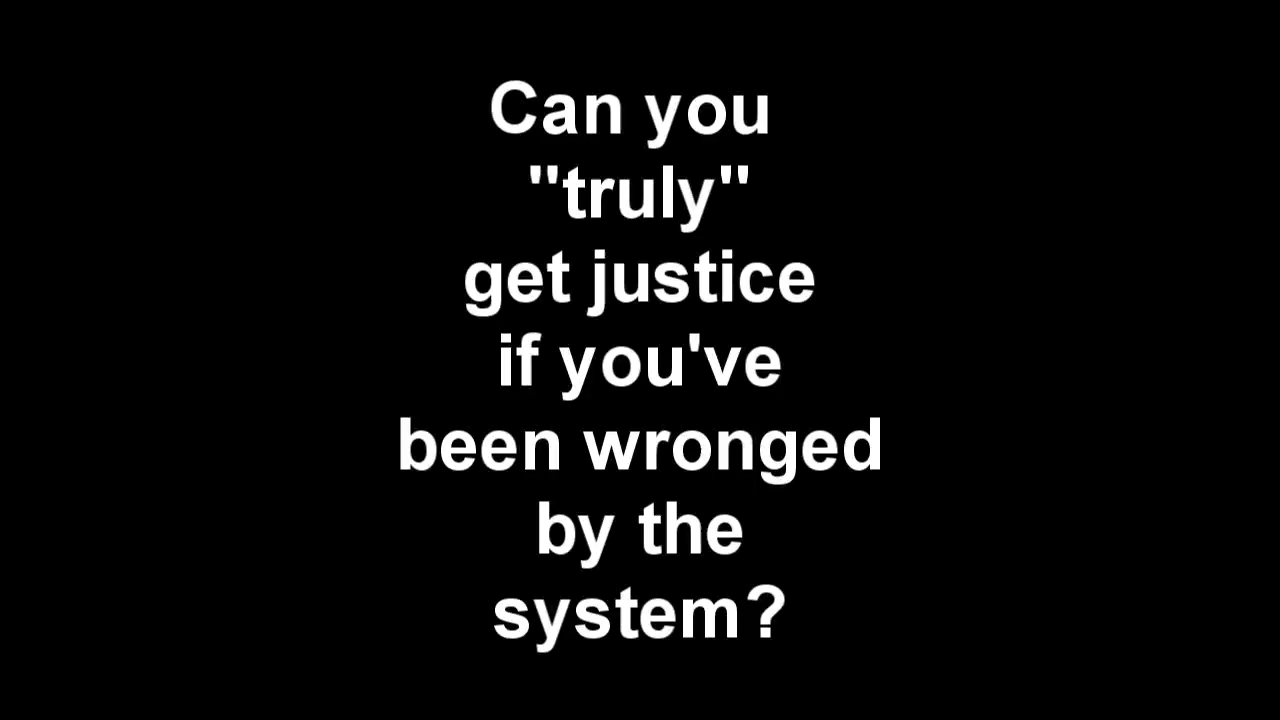 Can you
"truly"
get justice
if you've
been wronged
by the
system?